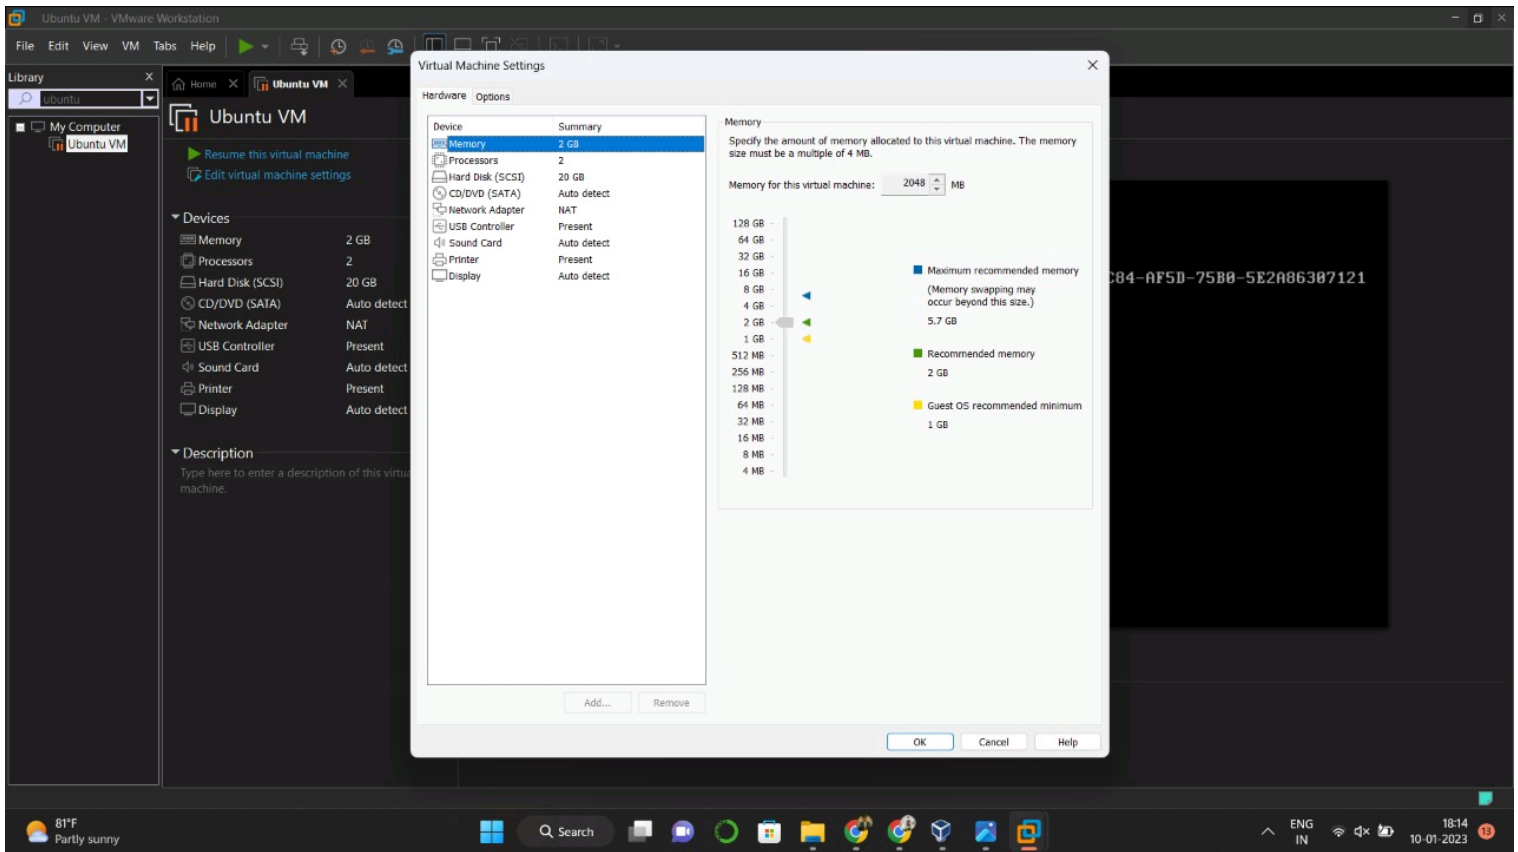 Ubuntu VM - VMware Workstation
File Edit View VM Tabs Help
Library X
ubuntu
My Computer
Ubuntu VM
Home X Ubuntu VM X
Ubuntu VM
Resume this virtual machine
Edit virtual machine settings
Devices
Memory 2 GB
Processors 2
Hard Disk (SCSI) 20 GB
CD/DVD (SATA) Auto detect
Network Adapter NAT
USB Controller Present
Sound Card Auto detect
Printer Present
Display Auto detect
Description
Type here to enter a description of this virtua
machine.
Virtual Machine Settings
Hardware Options
Device Summary
Memory 2 GB
Processors 2
Hard Disk (SCSI) 20 GB
CD/DVD (SATA) Auto detect
Network Adapter NAT
USB Controller Present
Sound Card Auto detect
Printer Present
Display Auto detect
Add... Remove
Memory
Specify the amount of memory allocated to this virtual machine. The memory
size must be a multiple of 4 MB.
Memory for this virtual machine: 2048 MB
128 GB
64 GB
32 GB
16 GB
8 GB
4 GB
2 GB
1 GB
512 MB
256 MB
128 MB
64 MB
32 MB
16 MB
8 MB
4 MB
Maximum recommended memory
(Memory swapping may
occur beyond this size.)
5.7 GB
Recommended memory
2 GB
Guest OS recommended minimum
1 GB
OK Cancel Help
C84-AF5D-75B0-5E2A86307121
81°F
Partly sunny
Search
ENG
IN
18:14
10-01-2023
13